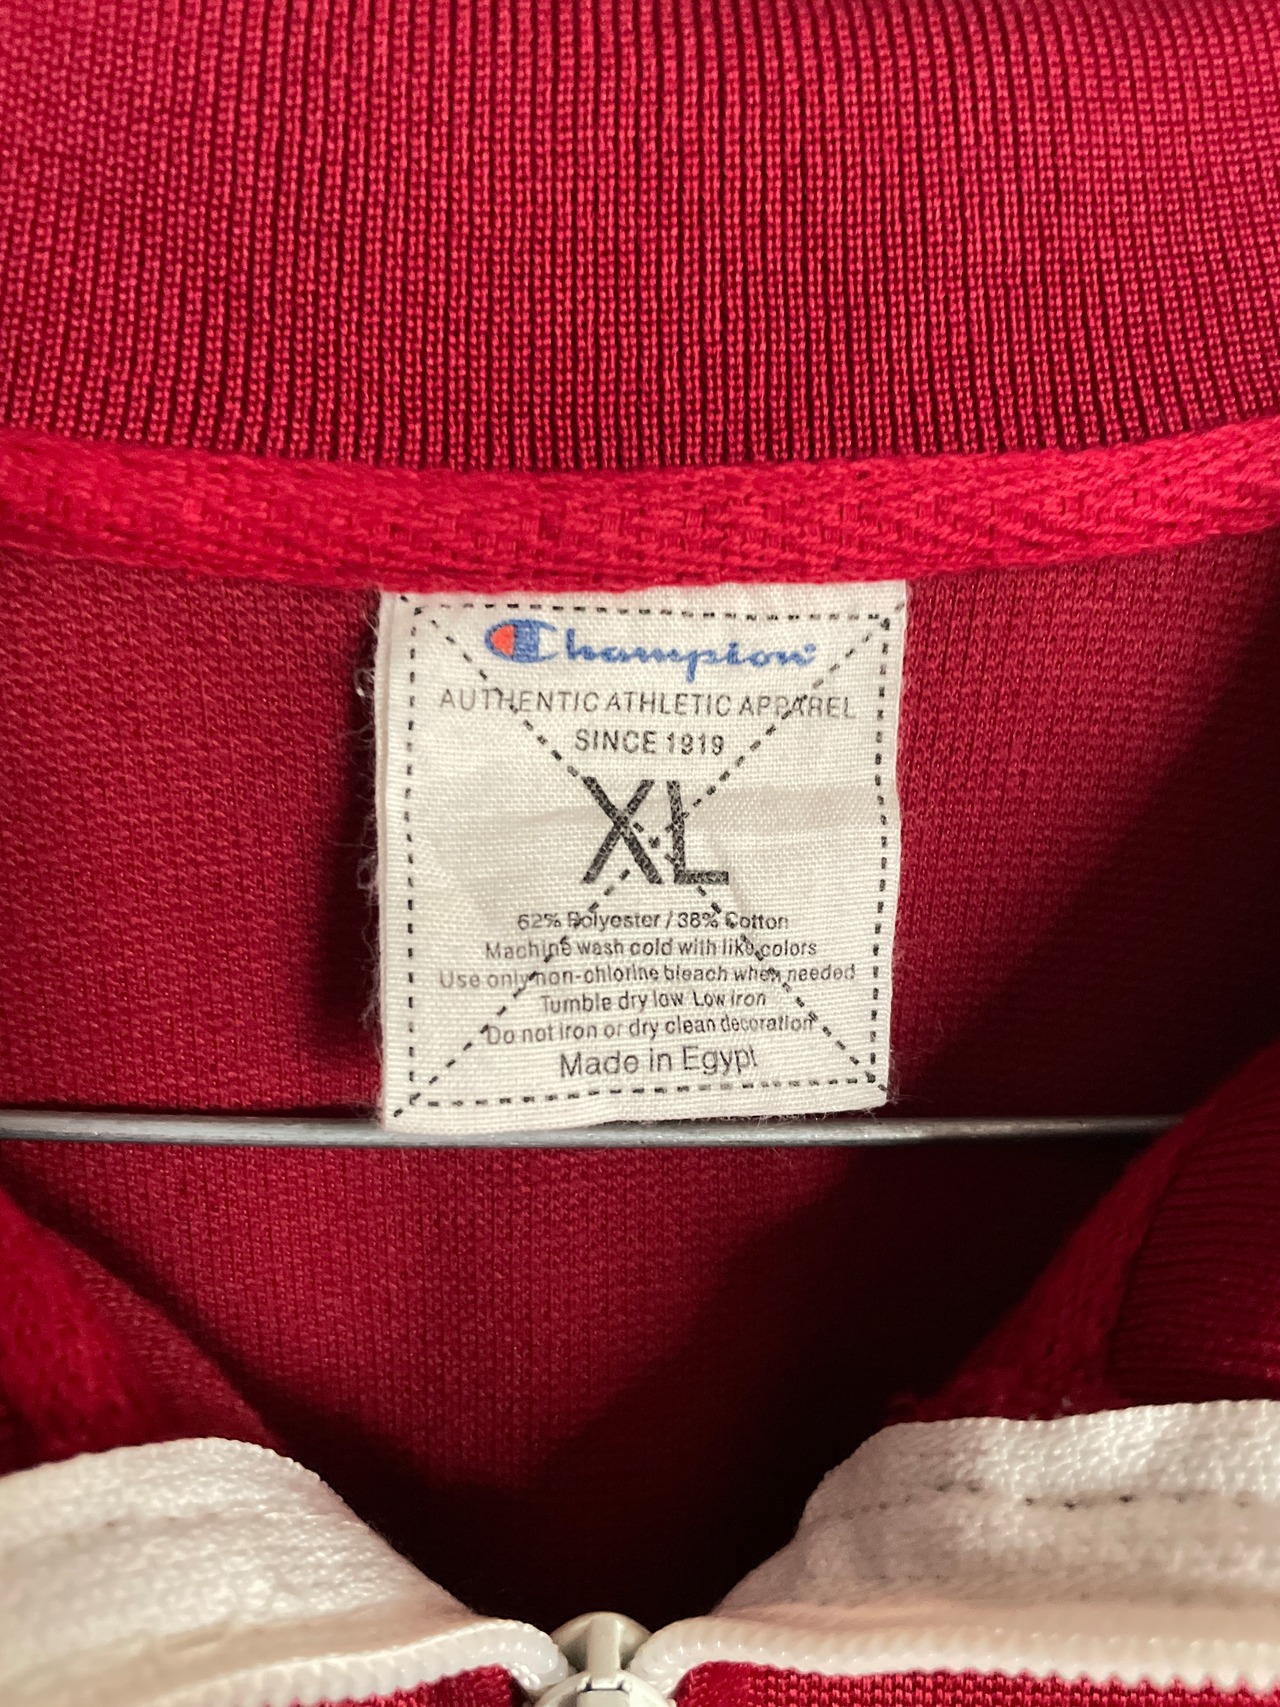 Champion
AUTHENTIC ATHLETIC APPAREL
SINCE 1919
XL
62% Polyester / 38% Cotton
Machine wash cold with like colors
Use only non-chlorine bleach when needed
Tumble dry low Low iron
Do not iron or dry clean decoration
Made in Egypt